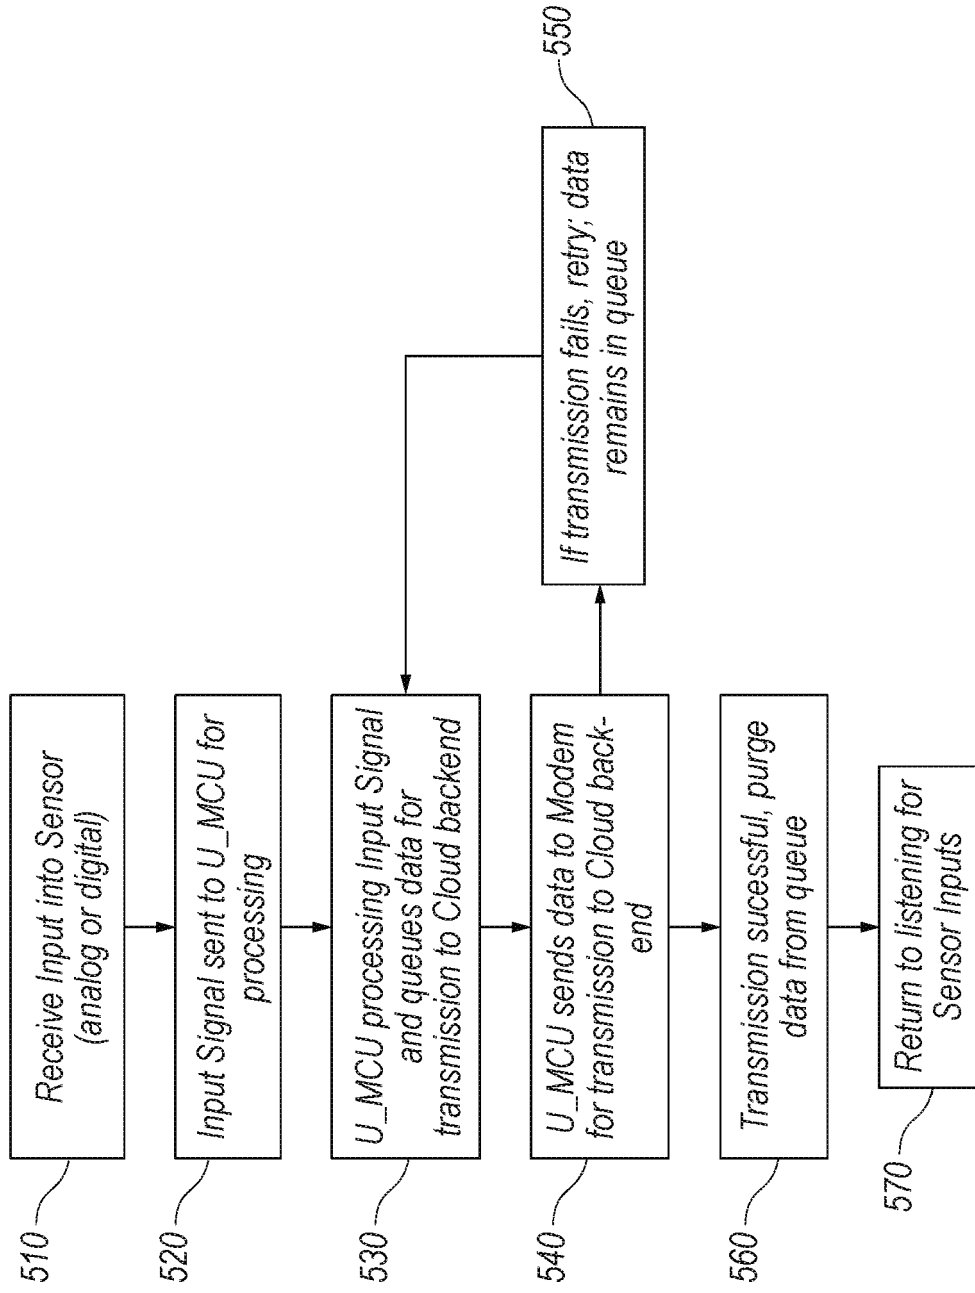 510
Receive Input into Sensor
(analog or digital)
520
Input Signal sent to U_MCU for
processing
530
U_MCU processing Input Signal
and queues data for
transmission to Cloud backend
540
U_MCU sends data to Modem
for transmission to Cloud back-
end
550
If transmission fails, retry; data
remains in queue
560
Transmission sucessful, purge
data from queue
570
Return to listening for
Sensor Inputs